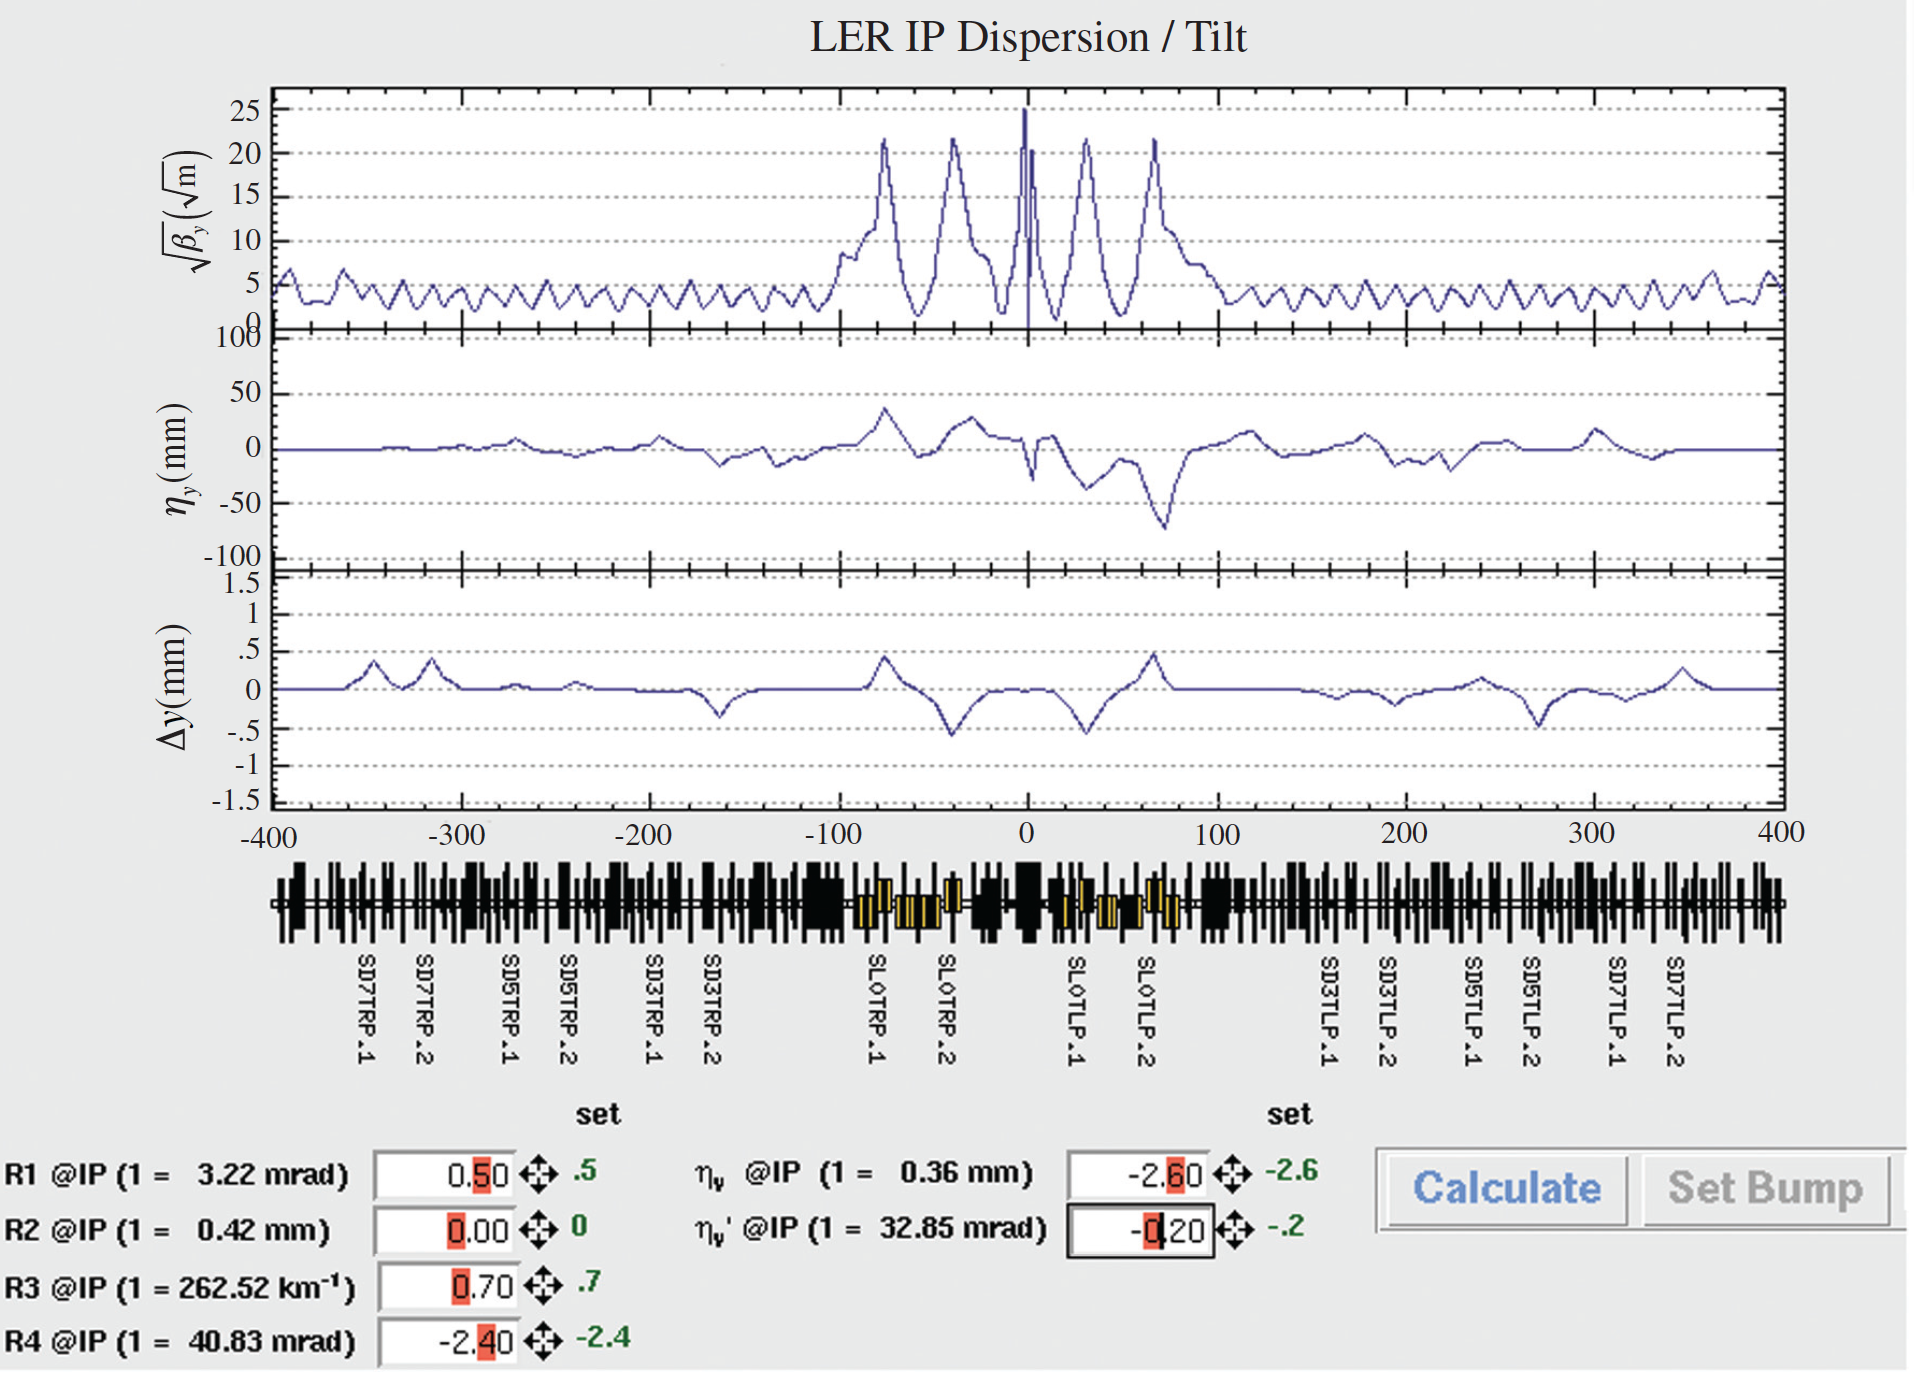 LER IP Dispersion / Tilt
√βy(√m)
25
20
15
10
5
0
ηy(mm)
100
50
0
-50
-100
Δy(mm)
1.5
1
.5
0
-.5
-1
-1.5
-400 -300 -200 -100 0 100 200 300 400
SD7TRP.1
SD7TRP.2
SD5TRP.1
SD5TRP.2
SD3TRP.1
SD3TRP.2
SLOTRP.1
SLOTRP.2
SLOTLP.1
SLOTLP.2
SD3TLP.1
SD3TLP.2
SD5TLP.1
SD5TLP.2
SD7TLP.1
SD7TLP.2
set set
R1 @IP (1 = 3.22 mrad) 0.50 .5 ηy @IP (1 = 0.36 mm) -2.60 -2.6
R2 @IP (1 = 0.42 mm) 0.00 0 ηy' @IP (1 = 32.85 mrad) -0.20 -.2
R3 @IP (1 = 262.52 km⁻¹) 0.70 .7
R4 @IP (1 = 40.83 mrad) -2.40 -2.4
Calculate Set Bump